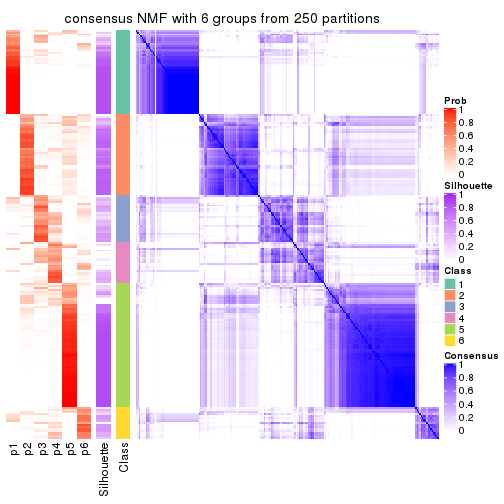 consensus NMF with 6 groups from 250 partitions
Prob
1
0.8
0.6
0.4
0.2
0
Silhouette
1
0.8
0.6
0.4
0.2
0
Class
1
2
3
4
5
6
Consensus
1
0.8
0.6
0.4
0.2
0
p1
p2
p3
p4
p5
p6
Silhouette
Class